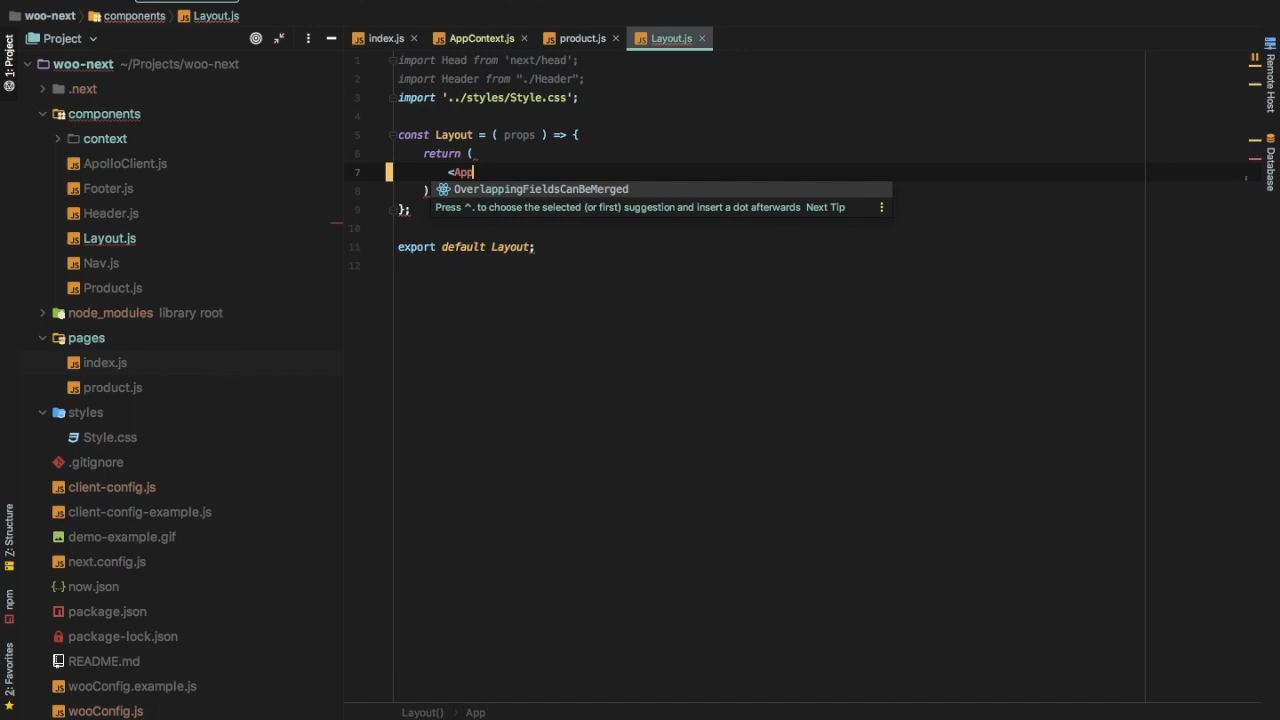 woo-next
components
Layout.js
Project
index.js
AppContext.js
product.js
Layout.js
1: Project
woo-next ~/Projects/woo-next
.next
components
context
ApolloClient.js
Footer.js
Header.js
Layout.js
Nav.js
Product.js
node_modules library root
pages
index.js
product.js
styles
Style.css
.gitignore
client-config.js
client-config-example.js
demo-example.gif
next.config.js
now.json
package.json
package-lock.json
README.md
wooConfig.example.js
wooConfig.js
Z: Structure
npm
2: Favorites
1 import Head from 'next/head';
2 import Header from "./Header";
3 import '../styles/Style.css';
4
5 const Layout = ( props ) => {
6 return (
7 <App
8 )
9 };
10
11 export default Layout;
12
OverlappingFieldsCanBeMerged
Press ^. to choose the selected (or first) suggestion and insert a dot afterwards Next Tip
Layout() › App
Remote Host
Database